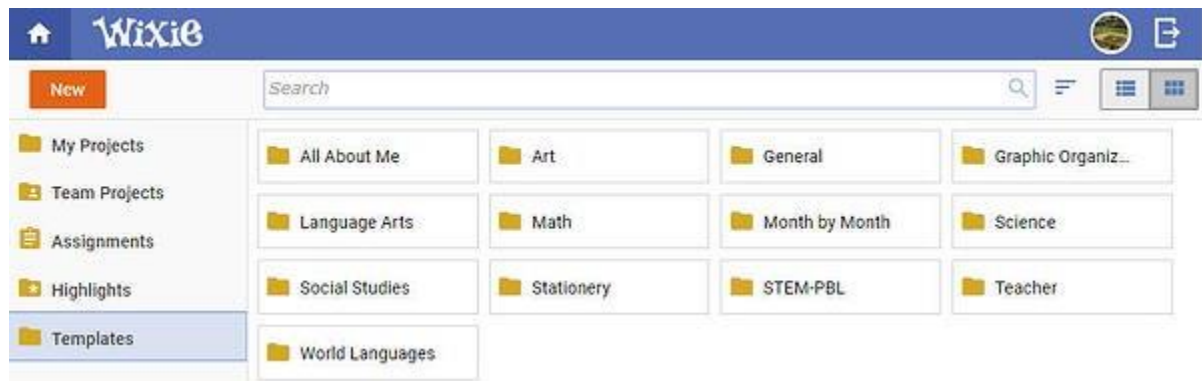 Wixie
New
Search
My Projects
Team Projects
Assignments
Highlights
Templates
All About Me
Art
General
Graphic Organiz...
Language Arts
Math
Month by Month
Science
Social Studies
Stationery
STEM-PBL
Teacher
World Languages